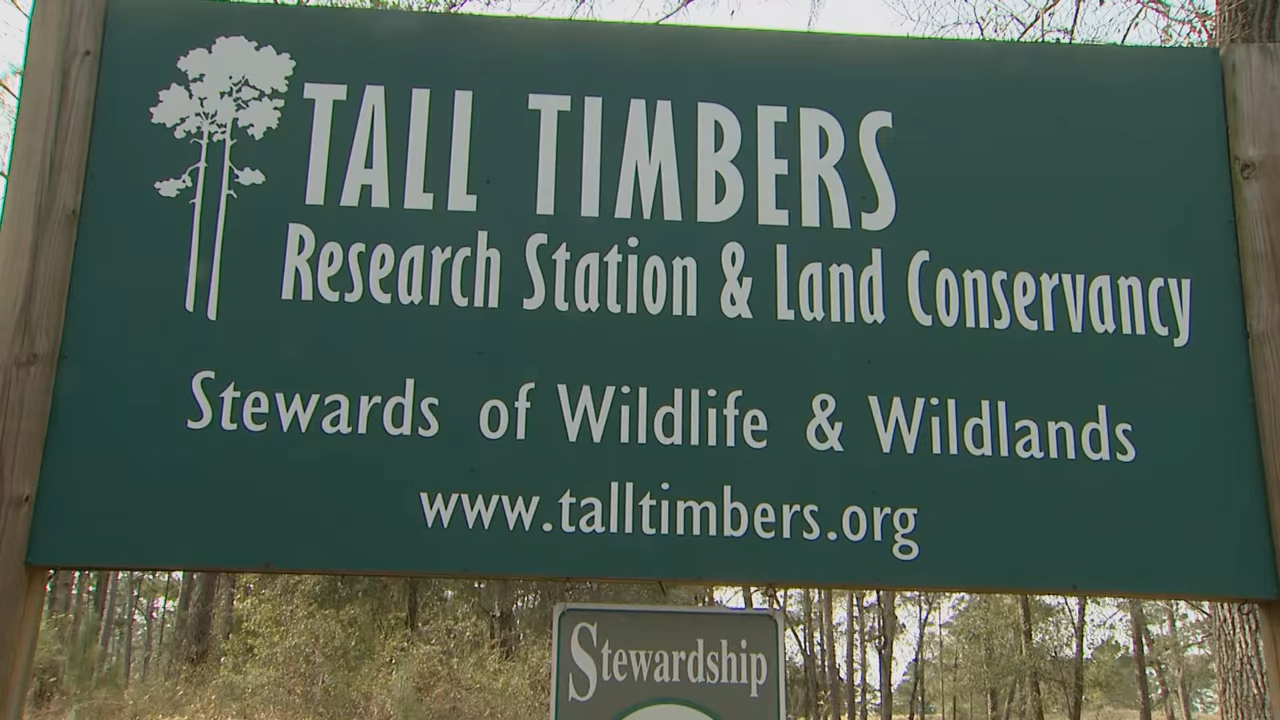 TALL TIMBERS
Research Station & Land Conservancy
Stewards of Wildlife & Wildlands
www.talltimbers.org
Stewardship